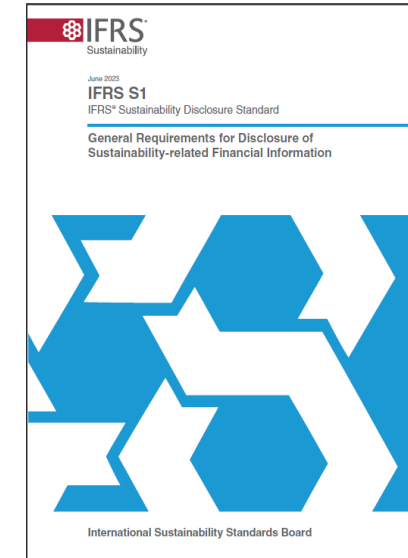 IFRS®
Sustainability
June 2023
IFRS S1
IFRS® Sustainability Disclosure Standard
General Requirements for Disclosure of
Sustainability-related Financial Information
International Sustainability Standards Board